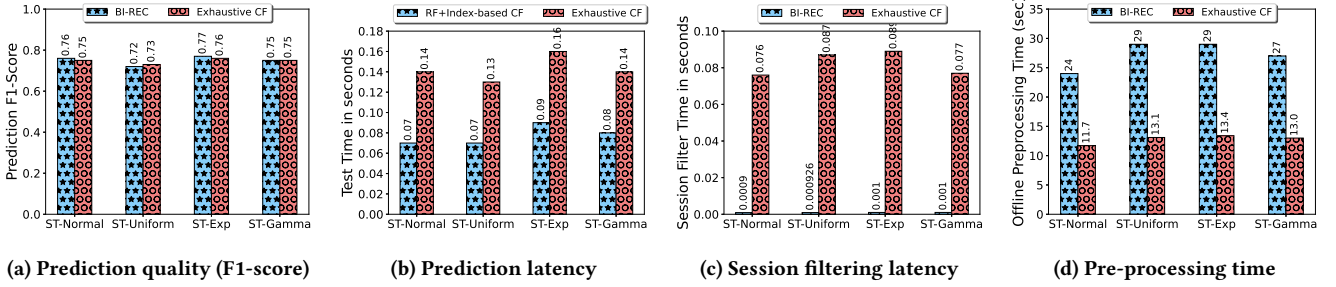 BI-REC Exhaustive CF
Prediction F1-Score
1.0
0.8
0.6
0.4
0.2
0.0
0.76 0.75 0.72 0.73 0.77 0.76 0.75 0.75
ST-Normal ST-Uniform ST-Exp ST-Gamma
(a) Prediction quality (F1-score)
RF+Index-based CF Exhaustive CF
Test Time in seconds
0.18
0.16
0.14
0.12
0.10
0.08
0.06
0.04
0.02
0.00
0.07 0.14 0.07 0.13 0.09 0.16 0.08 0.14
ST-Normal ST-Uniform ST-Exp ST-Gamma
(b) Prediction latency
BI-REC Exhaustive CF
Session Filter Time in seconds
0.10
0.08
0.06
0.04
0.02
0.00
0.0009 0.076 0.000926 0.087 0.001 0.089 0.001 0.077
ST-Normal ST-Uniform ST-Exp ST-Gamma
(c) Session filtering latency
BI-REC Exhaustive CF
Offline Preprocessing Time (sec)
35
30
25
20
15
10
5
0
24 11.7 29 13.1 29 13.4 27 13.0
ST-Normal ST-Uniform ST-Exp ST-Gamma
(d) Pre-processing time